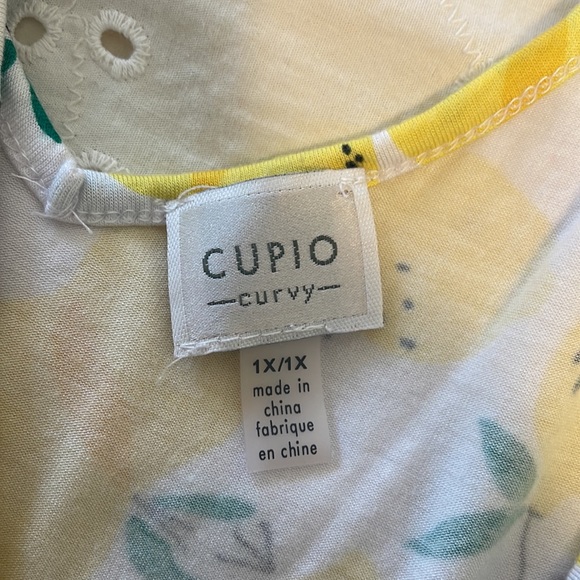 CUPIO
—curvy—
1X/1X
made in
china
fabrique
en chine